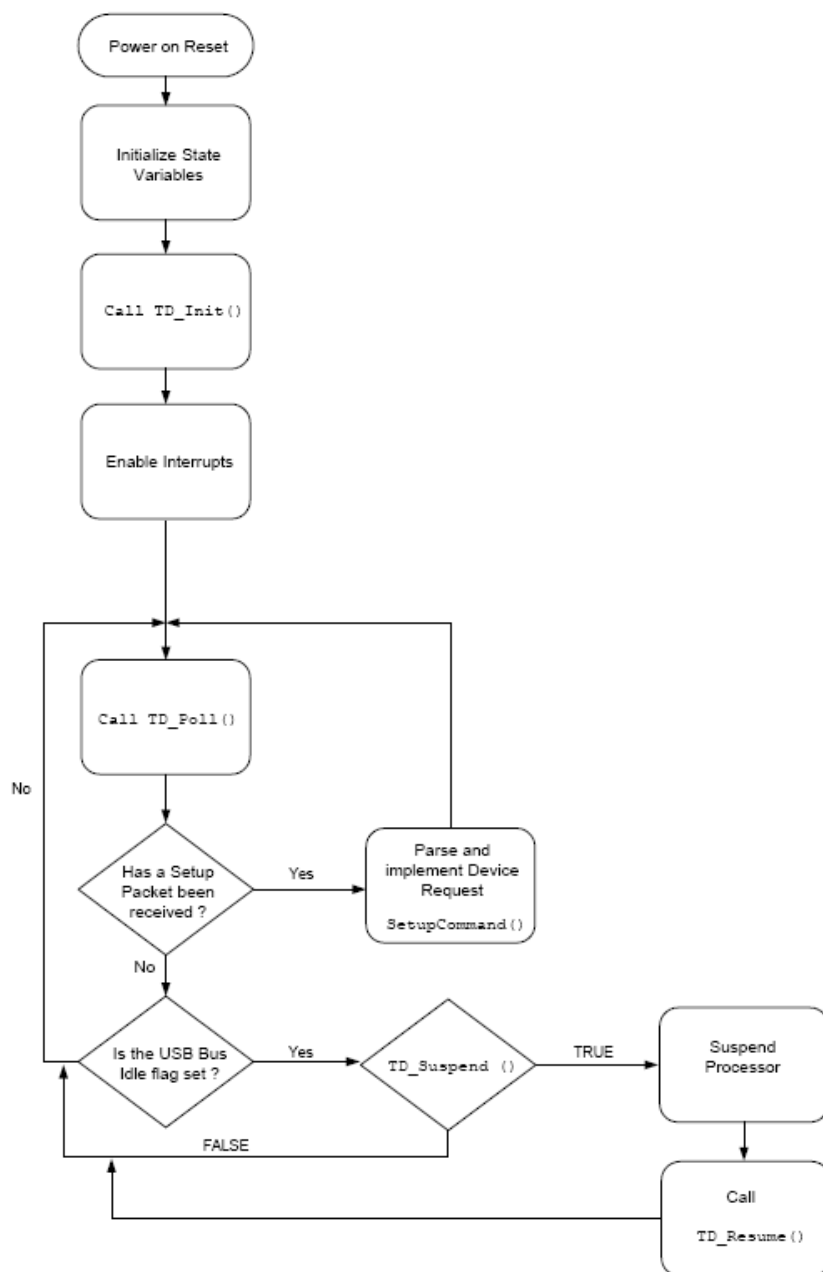 Power on Reset
Initialize State
Variables
Call TD_Init()
Enable Interrupts
Call TD_Poll()
No
Has a Setup
Packet been
received ?
Yes
Parse and
implement Device
Request
SetupCommand()
No
Is the USB Bus
Idle flag set ?
Yes
TD_Suspend ()
TRUE
Suspend
Processor
FALSE
Call
TD_Resume()